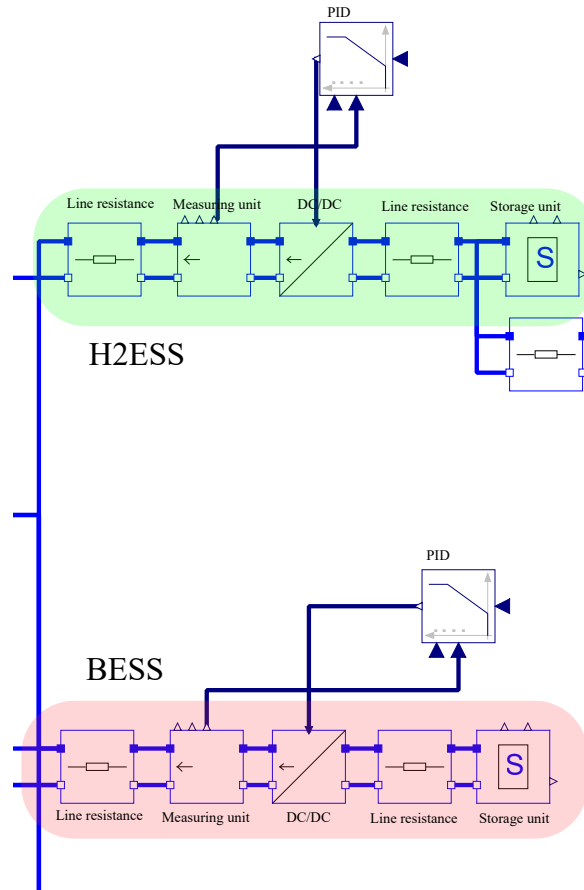 PID
Line resistance
Measuring unit
DC/DC
Line resistance
Storage unit
S
H2ESS
PID
BESS
S
Line resistance
Measuring unit
DC/DC
Line resistance
Storage unit